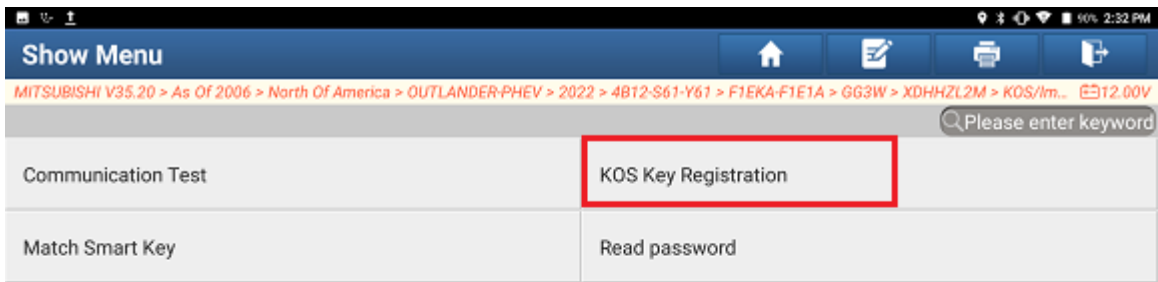 90% 2:32 PM
Show Menu
MITSUBISHI V35.20 > As Of 2006 > North Of America > OUTLANDER-PHEV > 2022 > 4B12-S61-Y61 > F1EKA-F1E1A > GG3W > XDHHZL2M > KOS/Im... 12.00V
Please enter keyword
Communication Test KOS Key Registration
Match Smart Key Read password